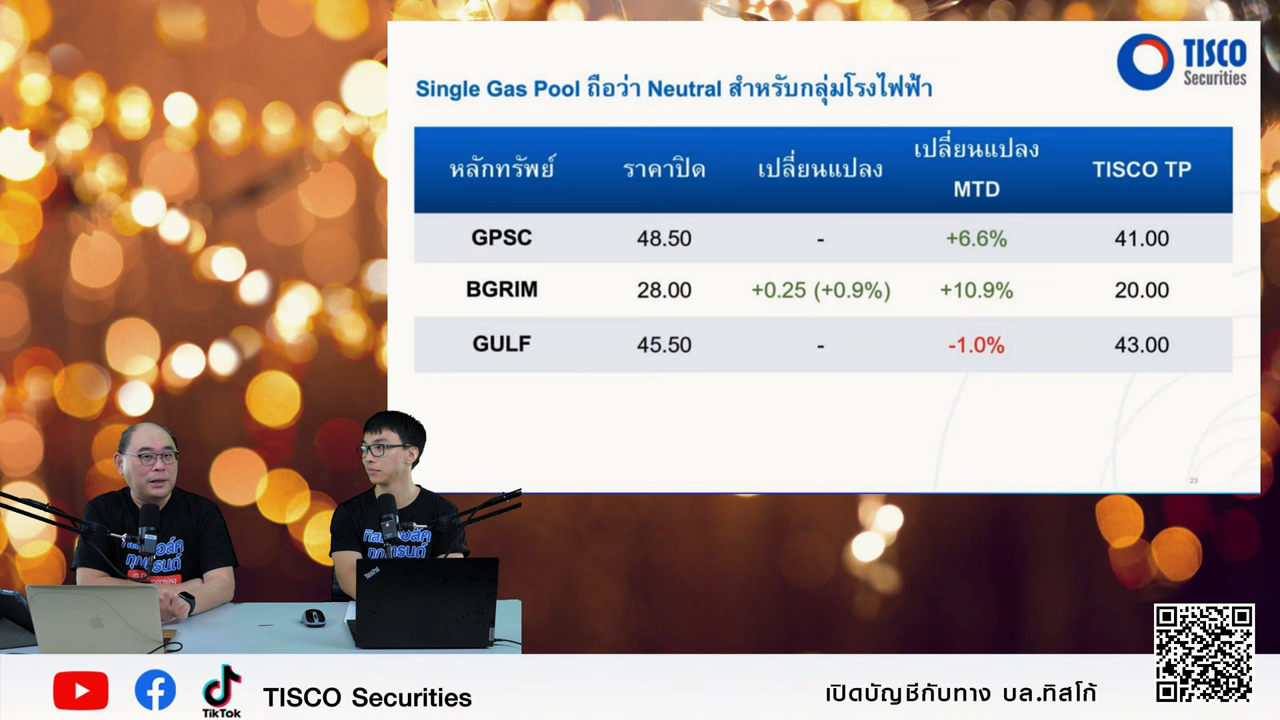 TISCO
Securities
Single Gas Pool ถือว่า Neutral สำหรับกลุ่มโรงไฟฟ้า
หลักทรัพย์ ราคาปิด เปลี่ยนแปลง เปลี่ยนแปลง MTD TISCO TP
GPSC 48.50 - +6.6% 41.00
BGRIM 28.00 +0.25 (+0.9%) +10.9% 20.00
GULF 45.50 - -1.0% 43.00
23
ThinkPad
TikTok
TISCO Securities
เปิดบัญชีกับทาง บล.ทิสโก้